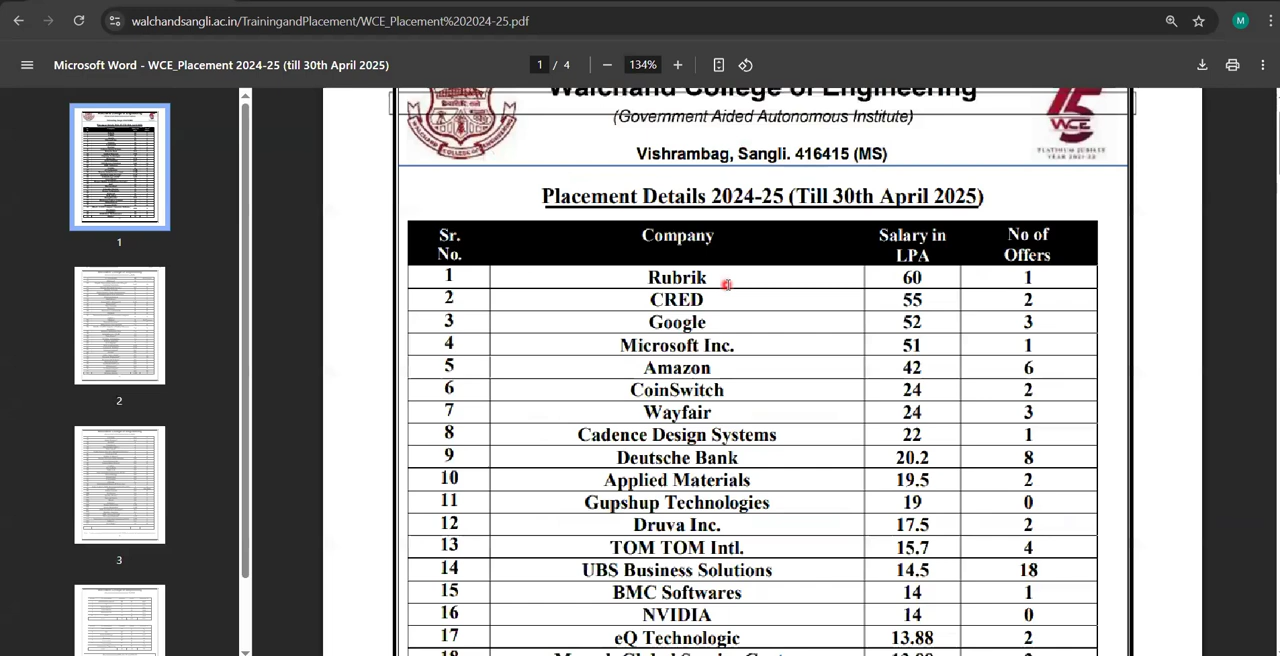 walchandsangli.ac.in/TrainingandPlacement/WCE_Placement%202024-25.pdf
M
Microsoft Word - WCE_Placement 2024-25 (till 30th April 2025)
1 / 4
134%
Walchand College of Engineering
(Government Aided Autonomous Institute)
Vishrambag, Sangli. 416415 (MS)
WCE
PLATINUM JUBILEE
Placement Details 2024-25 (Till 30th April 2025)
Sr. No. Company Salary in LPA No of Offers
1 Rubrik 60 1
2 CRED 55 2
3 Google 52 3
4 Microsoft Inc. 51 1
5 Amazon 42 6
6 CoinSwitch 24 2
7 Wayfair 24 3
8 Cadence Design Systems 22 1
9 Deutsche Bank 20.2 8
10 Applied Materials 19.5 2
11 Gupshup Technologies 19 0
12 Druva Inc. 17.5 2
13 TOM TOM Intl. 15.7 4
14 UBS Business Solutions 14.5 18
15 BMC Softwares 14 1
16 NVIDIA 14 0
17 eQ Technologic 13.88 2
1
2
3